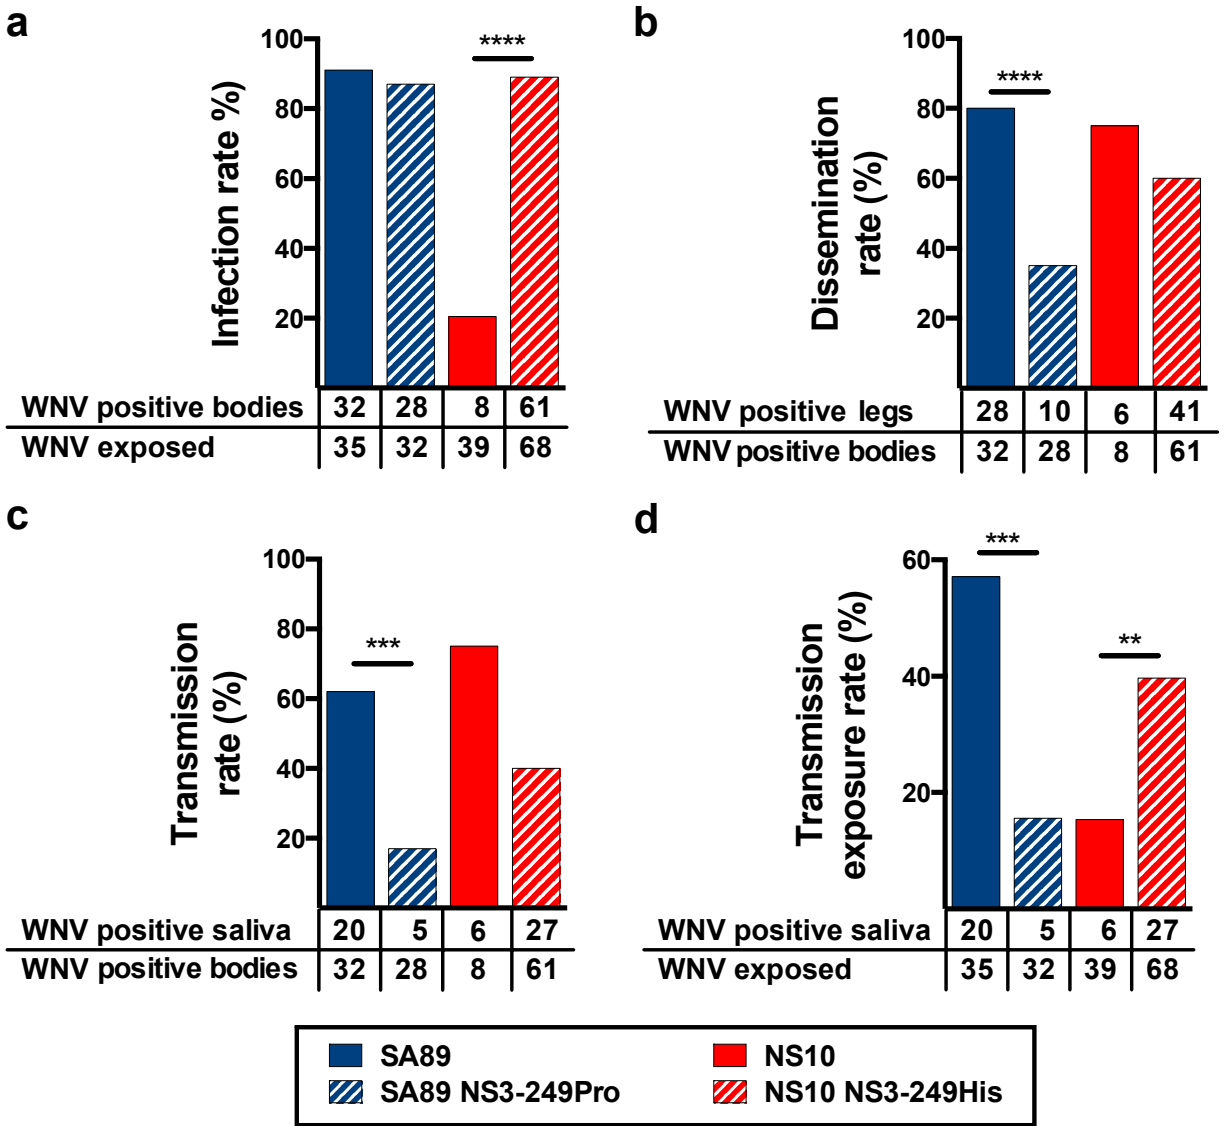 a
Infection rate %)
100
80
60
40
20
****
WNV positive bodies 32 28 8 61
WNV exposed 35 32 39 68
b
Dissemination
rate (%)
100
80
60
40
20
****
WNV positive legs 28 10 6 41
WNV positive bodies 32 28 8 61
c
Transmission
rate (%)
100
80
60
40
20
***
WNV positive saliva 20 5 6 27
WNV positive bodies 32 28 8 61
d
Transmission
exposure rate (%)
60
40
20
***
**
WNV positive saliva 20 5 6 27
WNV exposed 35 32 39 68
SA89 NS10
SA89 NS3-249Pro NS10 NS3-249His